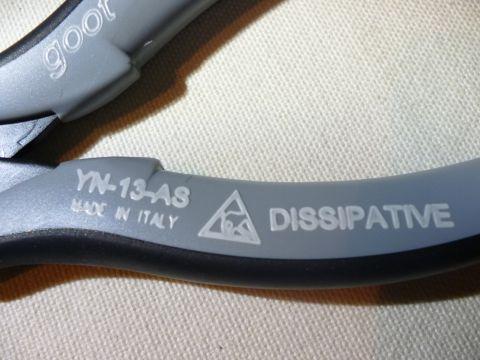 goot
YN-13-AS
MADE IN ITALY
DISSIPATIVE